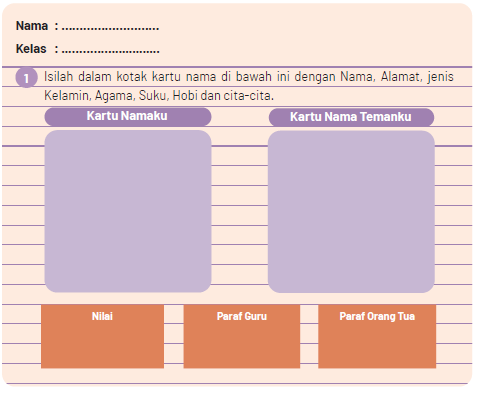 Nama : ...........................
Kelas : ...........................
1 Isilah dalam kotak kartu nama di bawah ini dengan Nama, Alamat, jenis
Kelamin, Agama, Suku, Hobi dan cita-cita.
Kartu Namaku Kartu Nama Temanku
Nilai Paraf Guru Paraf Orang Tua